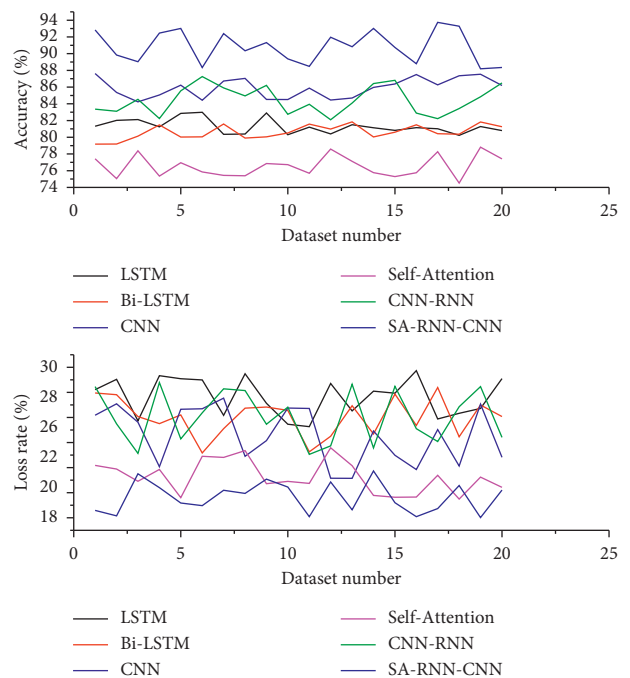 Accuracy (%)
94
92
90
88
86
84
82
80
78
76
74
0 5 10 15 20 25
Dataset number
LSTM Self-Attention
Bi-LSTM CNN-RNN
CNN SA-RNN-CNN
Loss rate (%)
30
28
26
22
20
18
0 5 10 15 20 25
Dataset number
LSTM Self-Attention
Bi-LSTM CNN-RNN
CNN SA-RNN-CNN